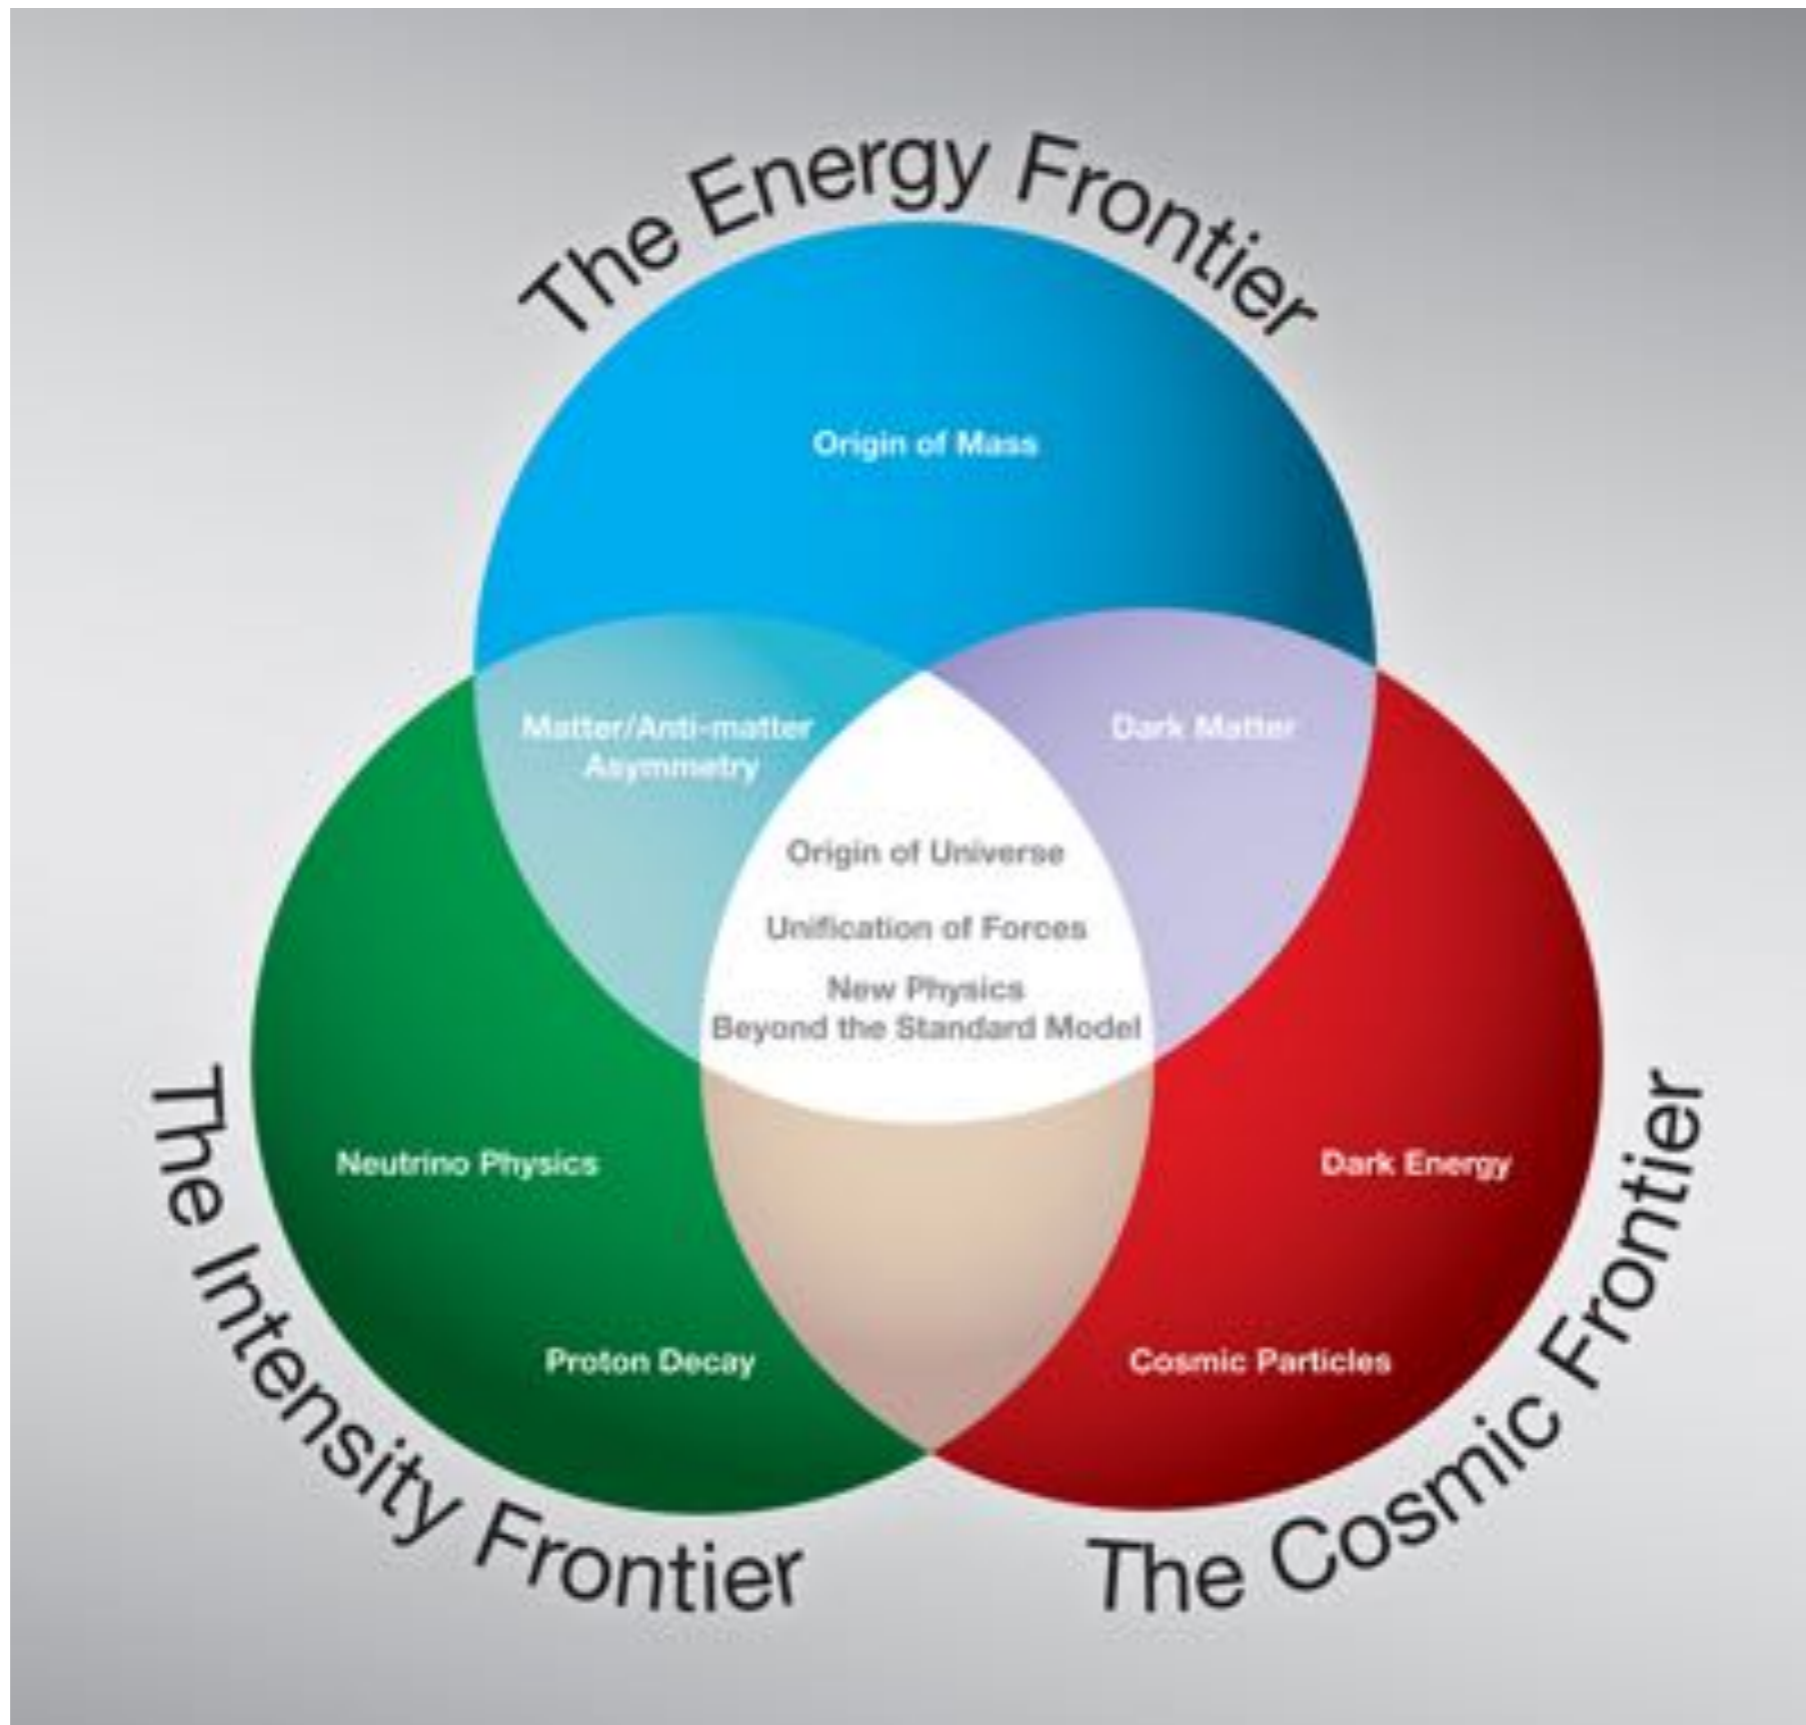 The Energy Frontier
Origin of Mass
Matter/Anti-matter
Asymmetry
Dark Matter
Origin of Universe
Unification of Forces
New Physics
Beyond the Standard Model
Neutrino Physics
Dark Energy
Proton Decay
Cosmic Particles
The Intensity Frontier
The Cosmic Frontier